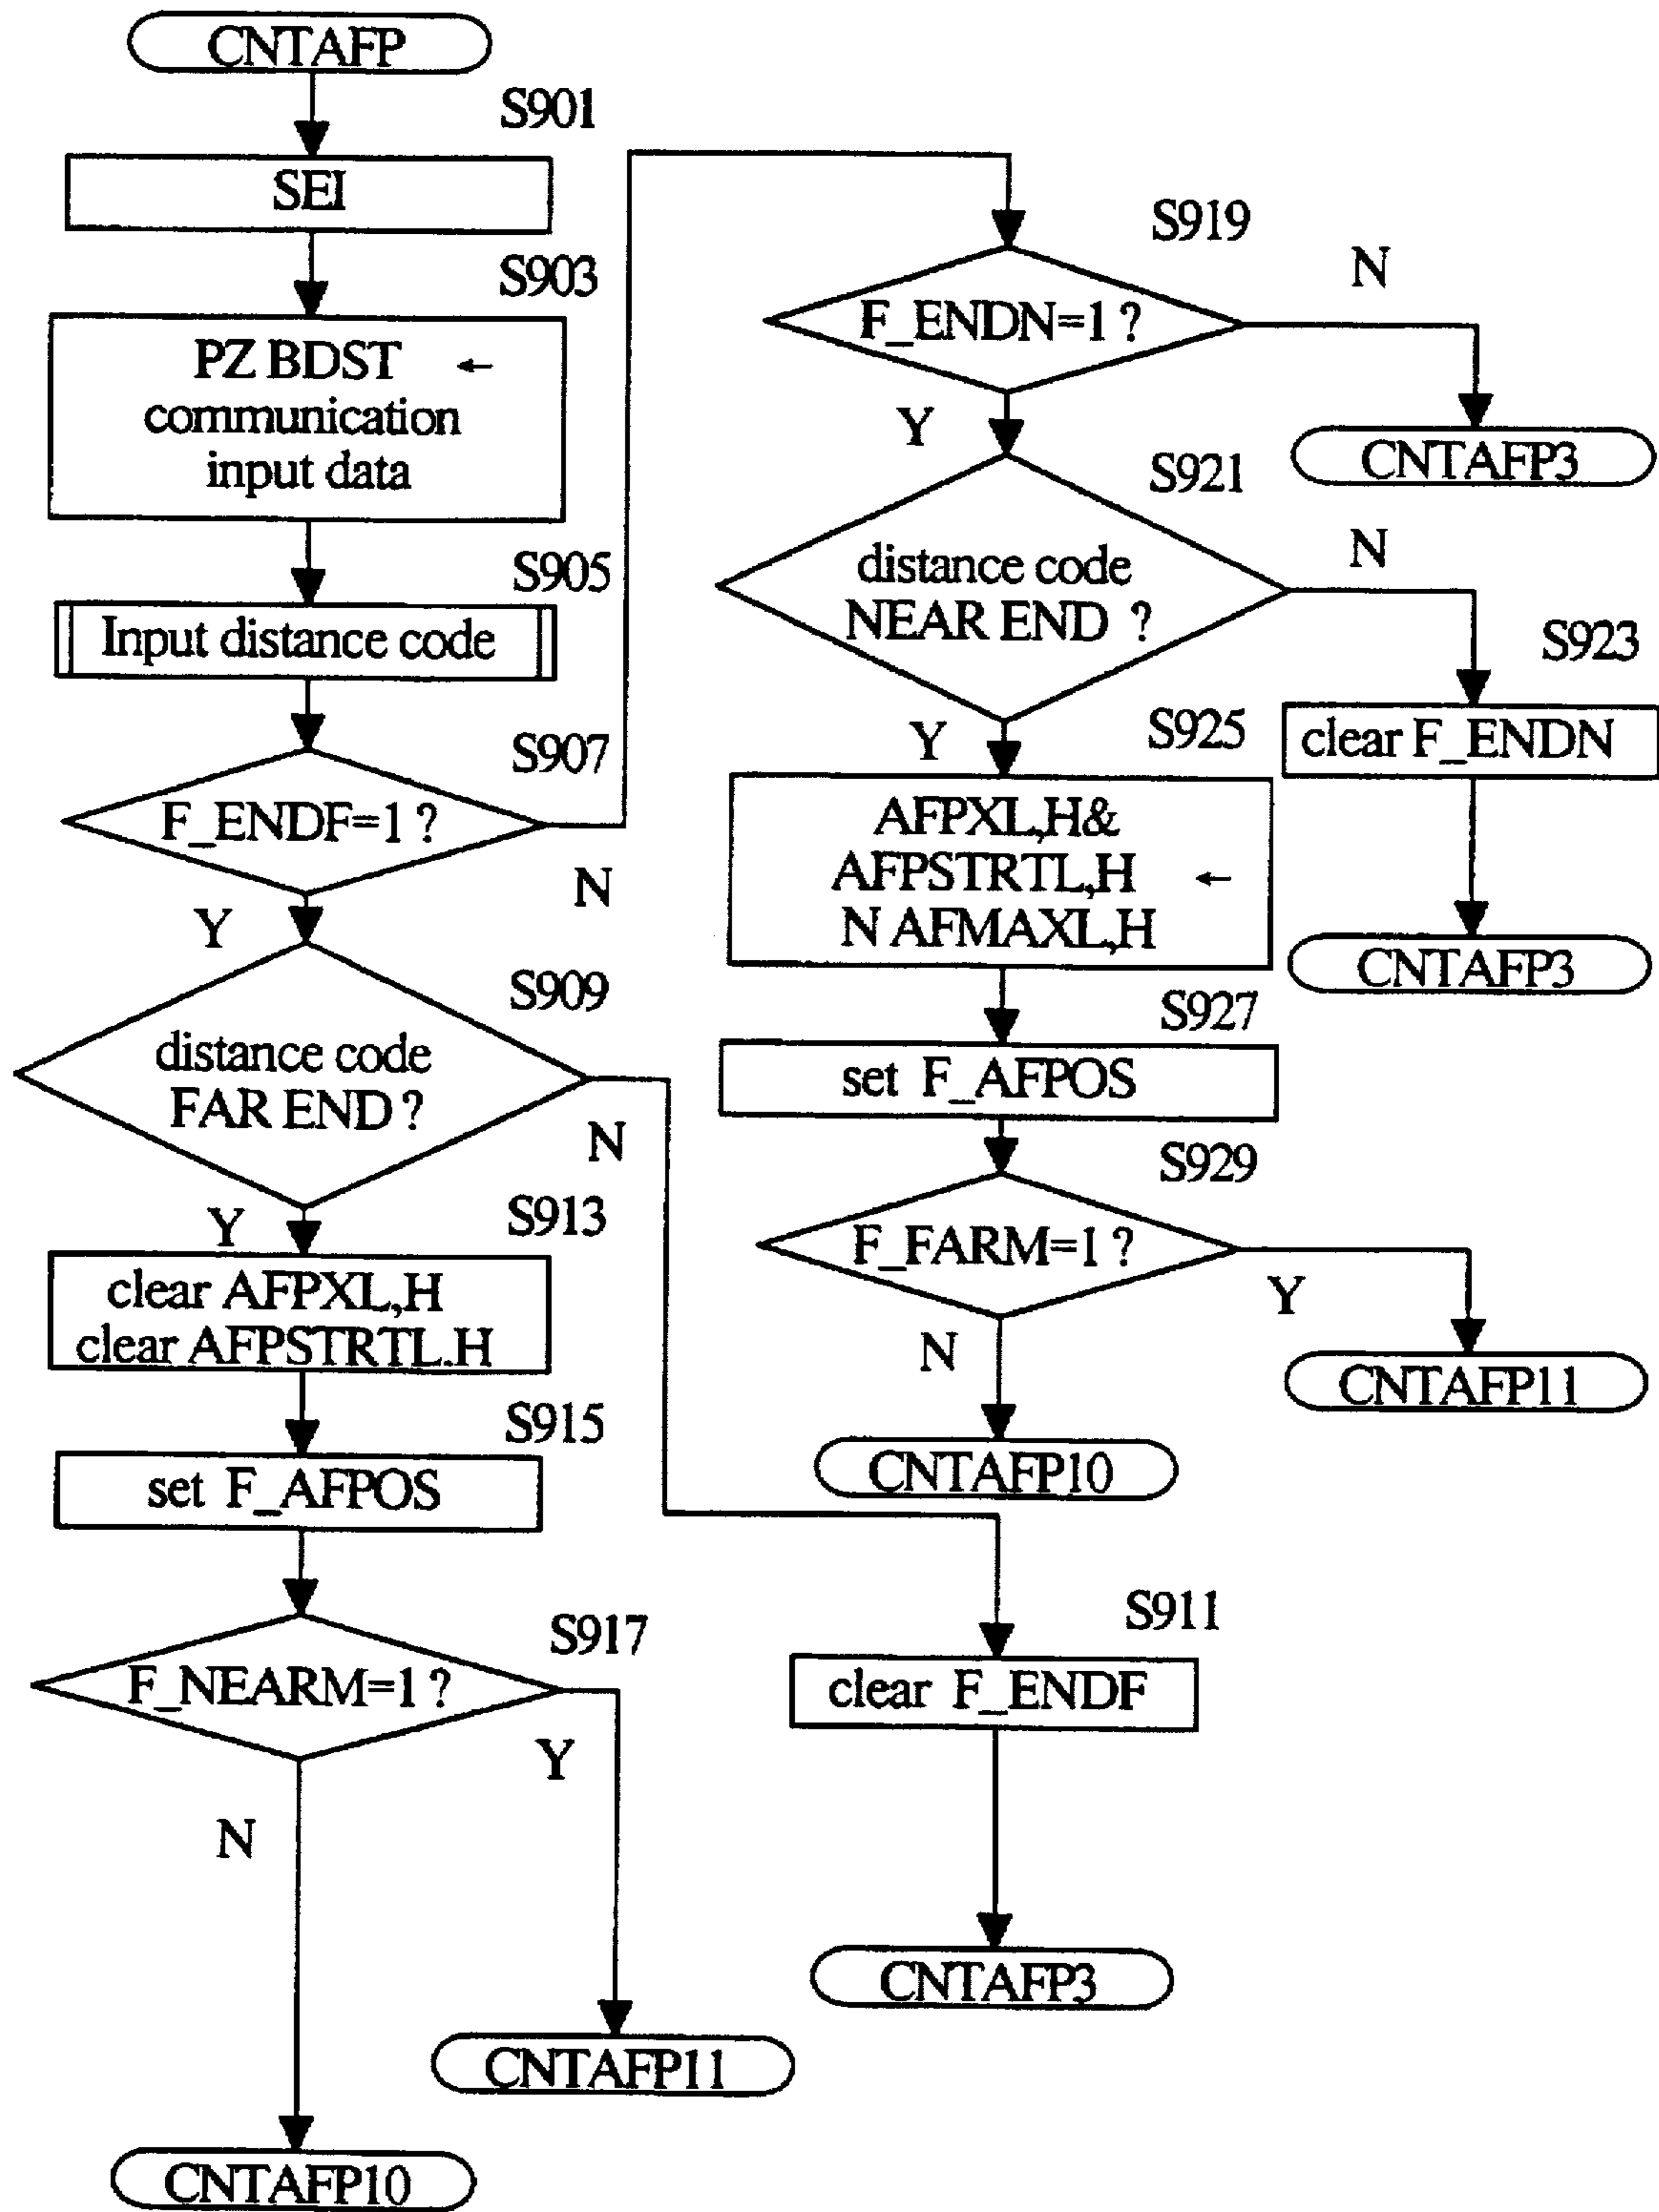 CNTAFP
S901
SEI
S903
PZ BDST ←
communication
input data
S905
Input distance code
S907
F_ENDF=1 ?
N
Y
S909
distance code
FAR END ?
N
Y
S913
clear AFPXL,H
clear AFPSTRTL.H
S915
set F_AFPOS
S917
F_NEARM=1 ?
Y
N
CNTAFP11
CNTAFP10
S919
F_ENDN=1 ?
N
Y
CNTAFP3
S921
distance code
NEAR END ?
N
S923
clear F_ENDN
CNTAFP3
Y
S925
AFPXL,H&
AFPSTRTL,H ←
N AFMAXL,H
S927
set F_AFPOS
S929
F_FARM=1 ?
Y
N
CNTAFP11
CNTAFP10
S911
clear F_ENDF
CNTAFP3